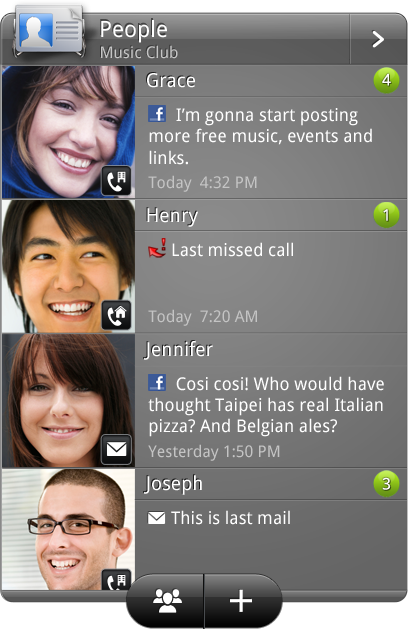 People
Music Club
Grace
4
I'm gonna start posting
more free music, events and
links.
Today 4:32 PM
Henry
1
Last missed call
Today 7:20 AM
Jennifer
Cosi cosi! Who would have
thought Taipei has real Italian
pizza? And Belgian ales?
Yesterday 1:50 PM
Joseph
3
This is last mail